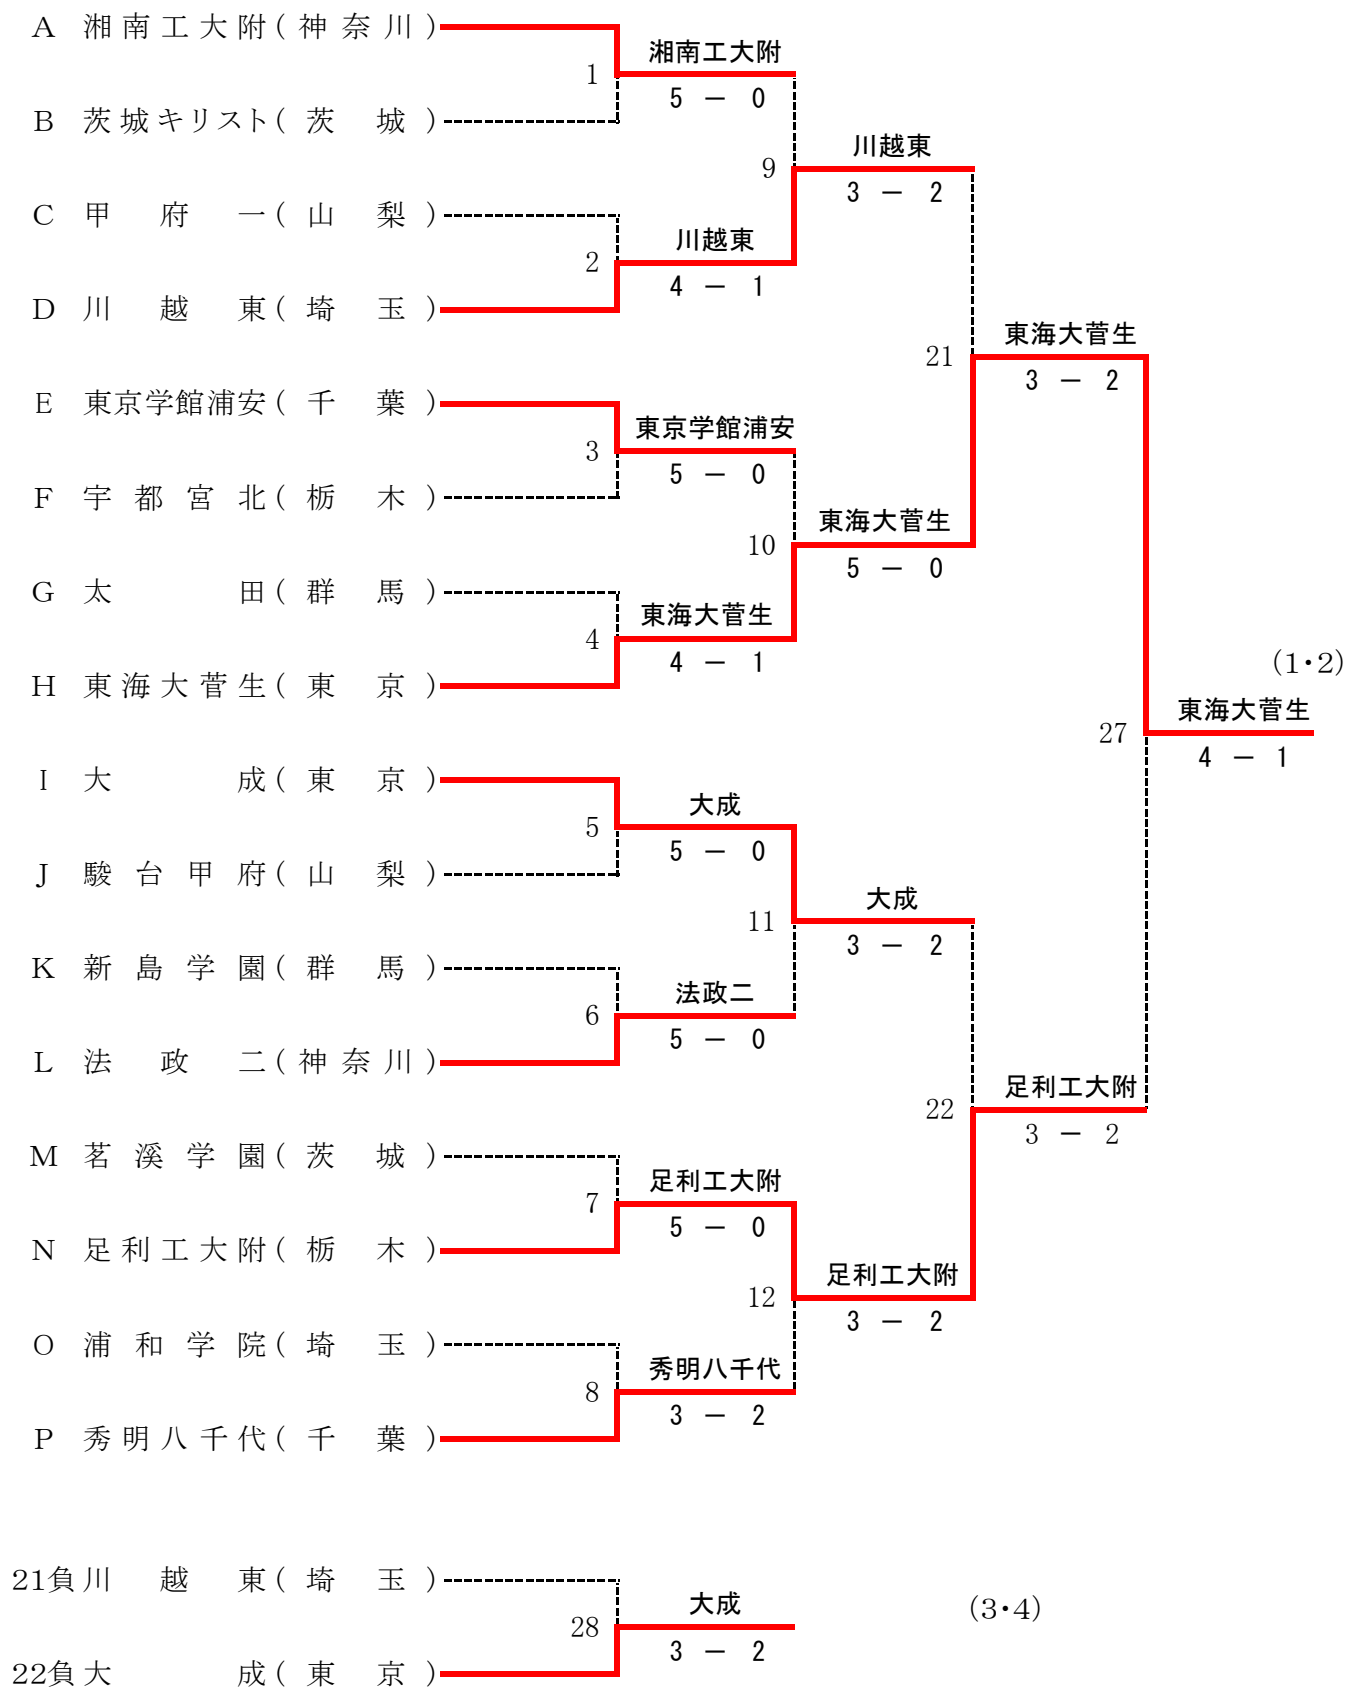 A 湘南工大附(神奈川)
湘南工大附
1
5 － 0
B 茨城キリスト(茨 城)
川越東
9
3 － 2
C 甲府一(山 梨)
川越東
2
4 － 1
D 川越東(埼 玉)
東海大菅生
21
3 － 2
E 東京学館浦安(千 葉)
東京学館浦安
3
5 － 0
F 宇都宮北(栃 木)
東海大菅生
10
5 － 0
G 太田(群 馬)
東海大菅生
4
4 － 1
(1・2)
H 東海大菅生(東 京)
東海大菅生
27
4 － 1
I 大成(東 京)
大成
5
5 － 0
J 駿台甲府(山 梨)
大成
11
3 － 2
K 新島学園(群 馬)
法政二
6
5 － 0
L 法政二(神奈川)
足利工大附
22
3 － 2
M 茗溪学園(茨 城)
足利工大附
7
5 － 0
N 足利工大附(栃 木)
足利工大附
12
3 － 2
O 浦和学院(埼 玉)
秀明八千代
8
3 － 2
P 秀明八千代(千 葉)
21負 川越東(埼 玉)
大成
(3・4)
28
3 － 2
22負 大成(東 京)